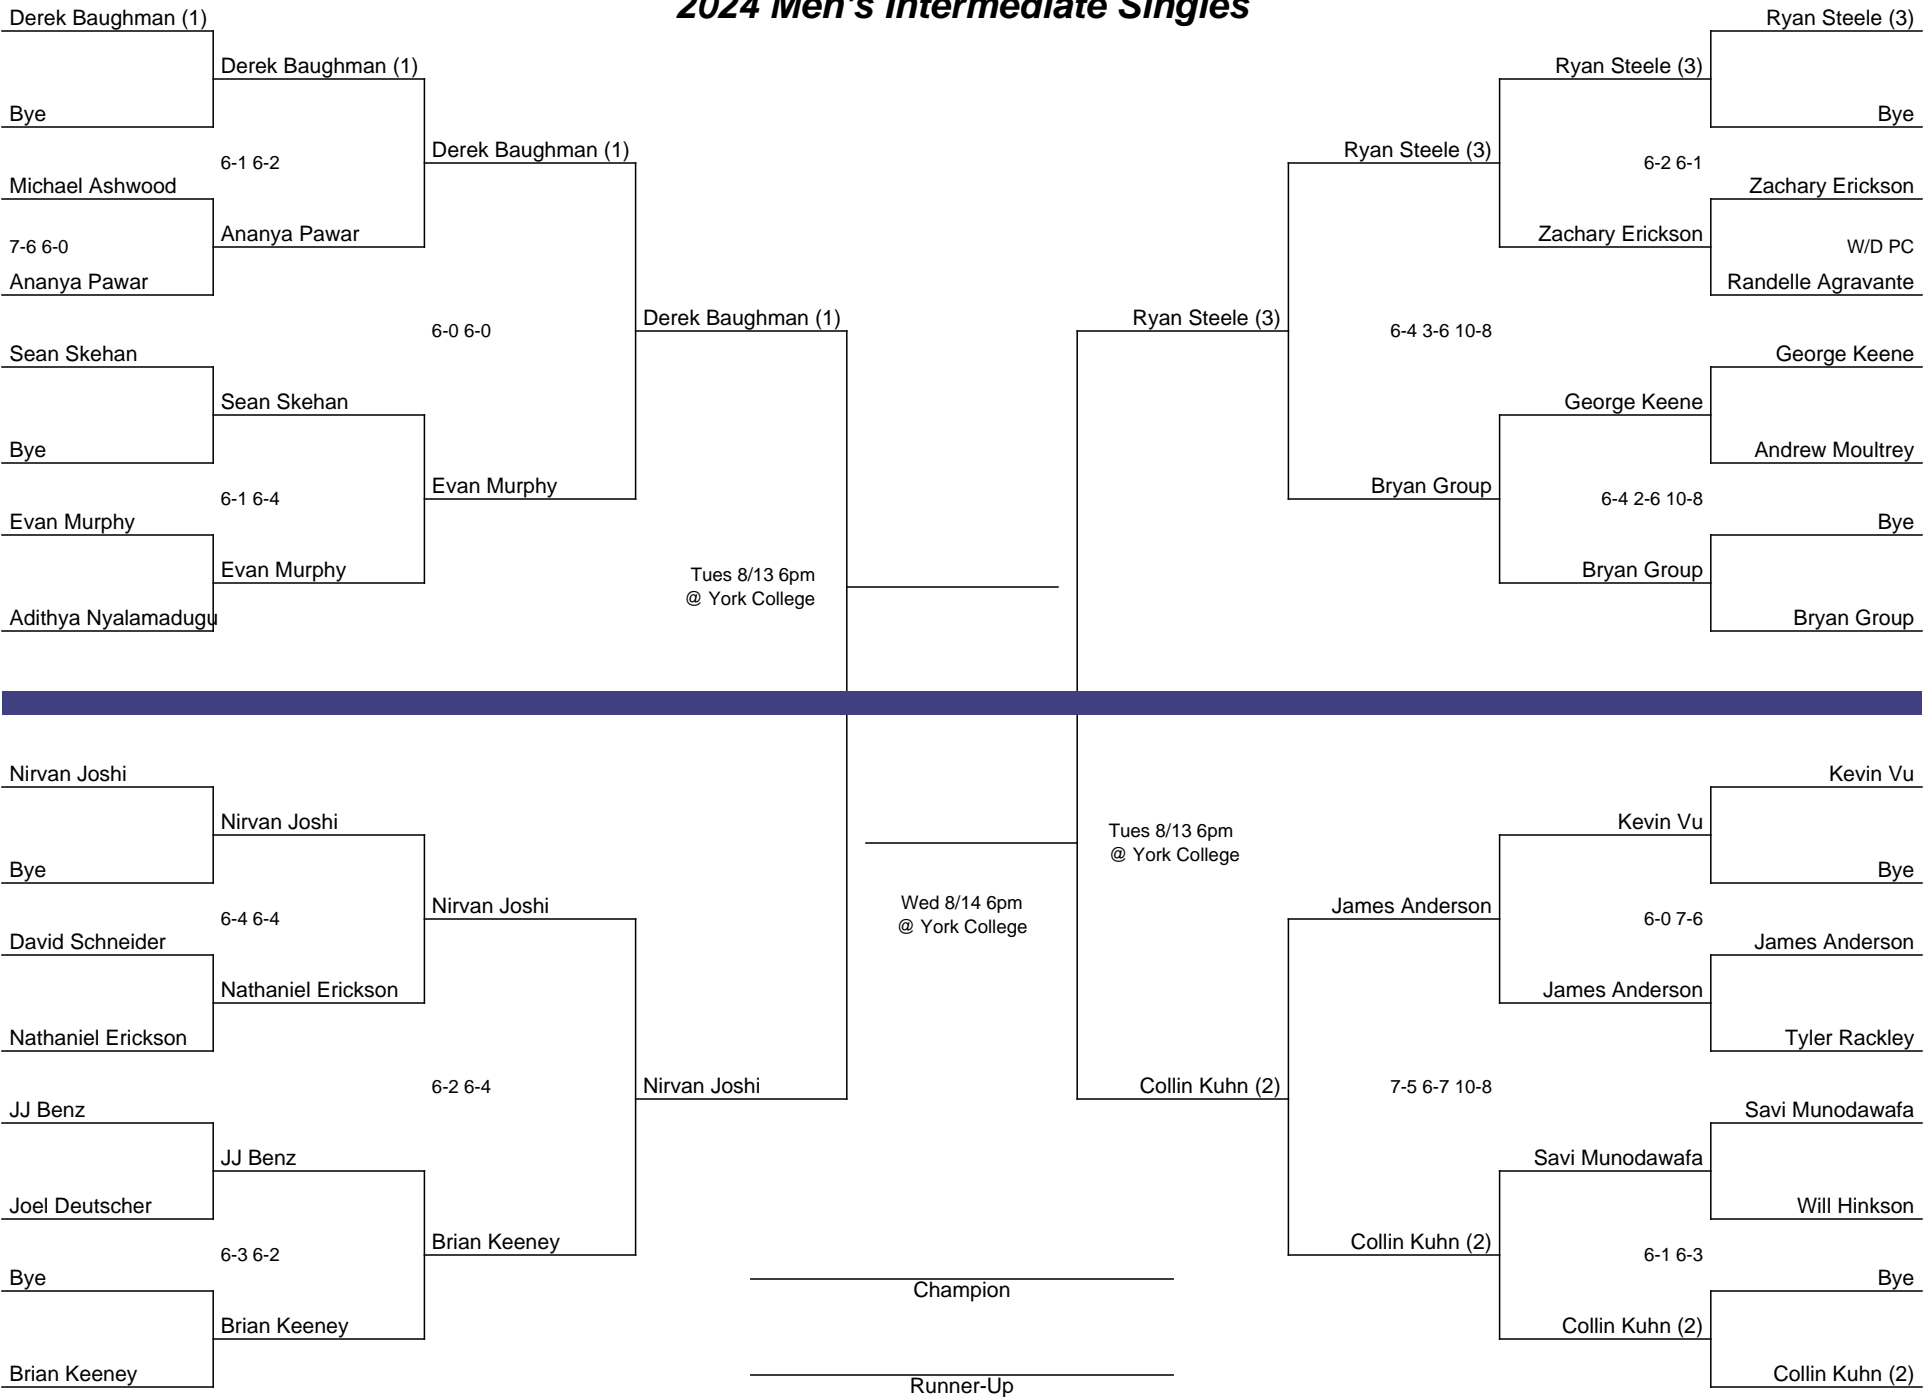 2024 Men's Intermediate Singles
Derek Baughman (1)
Bye
Michael Ashwood
7-6 6-0
Ananya Pawar
Sean Skehan
Bye
Evan Murphy
Adithya Nyalamadugu
Derek Baughman (1)
6-1 6-2
Ananya Pawar
Sean Skehan
6-1 6-4
Evan Murphy
Derek Baughman (1)
6-0 6-0
Evan Murphy
Derek Baughman (1)
Tues 8/13 6pm
@ York College
Ryan Steele (3)
Ryan Steele (3)
6-4 3-6 10-8
Bryan Group
Ryan Steele (3)
6-2 6-1
Zachary Erickson
George Keene
6-4 2-6 10-8
Bryan Group
Ryan Steele (3)
Bye
Zachary Erickson
W/D PC
Randelle Agravante
George Keene
Andrew Moultrey
Bye
Bryan Group
Nirvan Joshi
Bye
David Schneider
Nathaniel Erickson
JJ Benz
Joel Deutscher
Bye
Brian Keeney
Nirvan Joshi
6-4 6-4
Nathaniel Erickson
JJ Benz
6-3 6-2
Brian Keeney
Nirvan Joshi
6-2 6-4
Brian Keeney
Nirvan Joshi
Wed 8/14 6pm
@ York College
Tues 8/13 6pm
@ York College
Collin Kuhn (2)
James Anderson
7-5 6-7 10-8
Collin Kuhn (2)
Kevin Vu
6-0 7-6
James Anderson
Savi Munodawafa
6-1 6-3
Collin Kuhn (2)
Kevin Vu
Bye
James Anderson
Tyler Rackley
Savi Munodawafa
Will Hinkson
Bye
Collin Kuhn (2)
Champion
Runner-Up